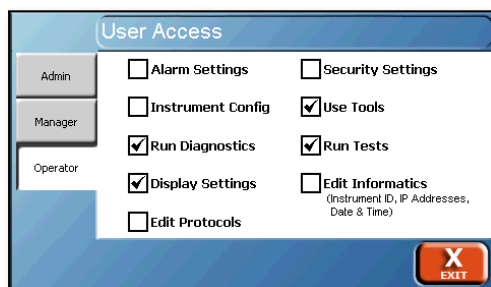 User Access
Admin
Manager
Operator
Alarm Settings
Instrument Config
Run Diagnostics
Display Settings
Edit Protocols
Security Settings
Use Tools
Run Tests
Edit Informatics
(Instrument ID, IP Addresses,
Date & Time)
X
EXIT